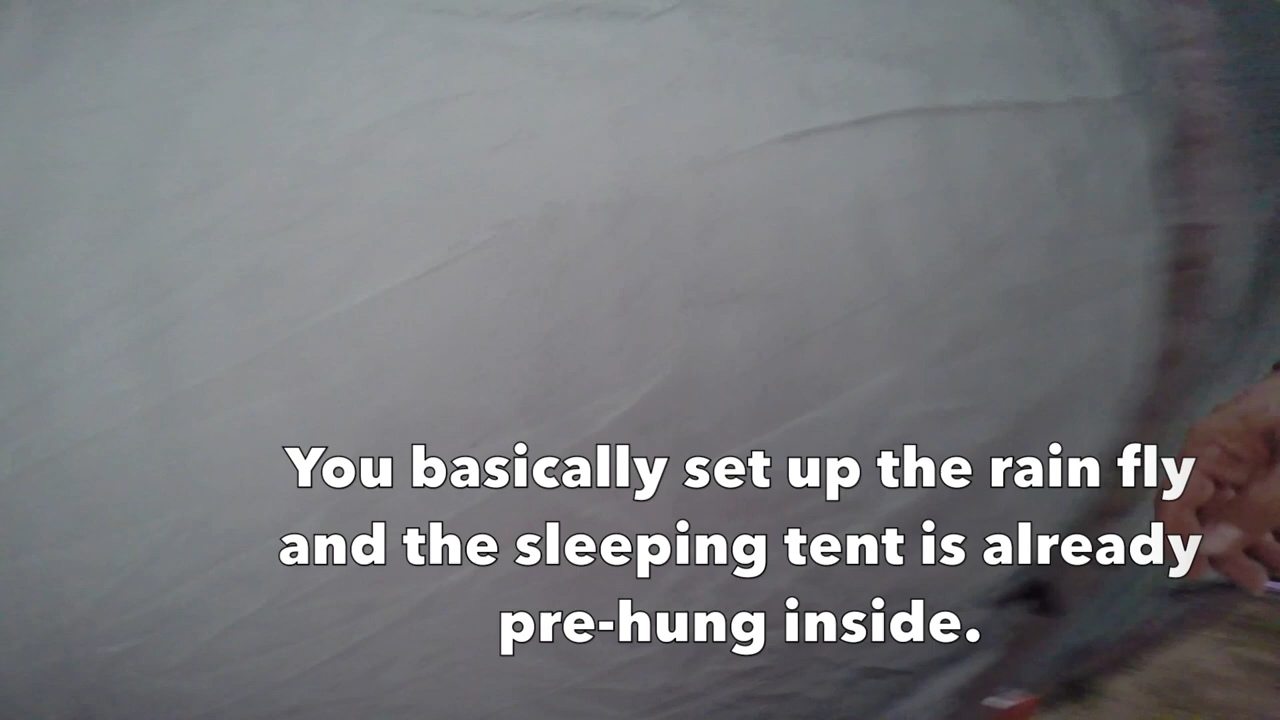 You basically set up the rain fly
and the sleeping tent is already
pre-hung inside.